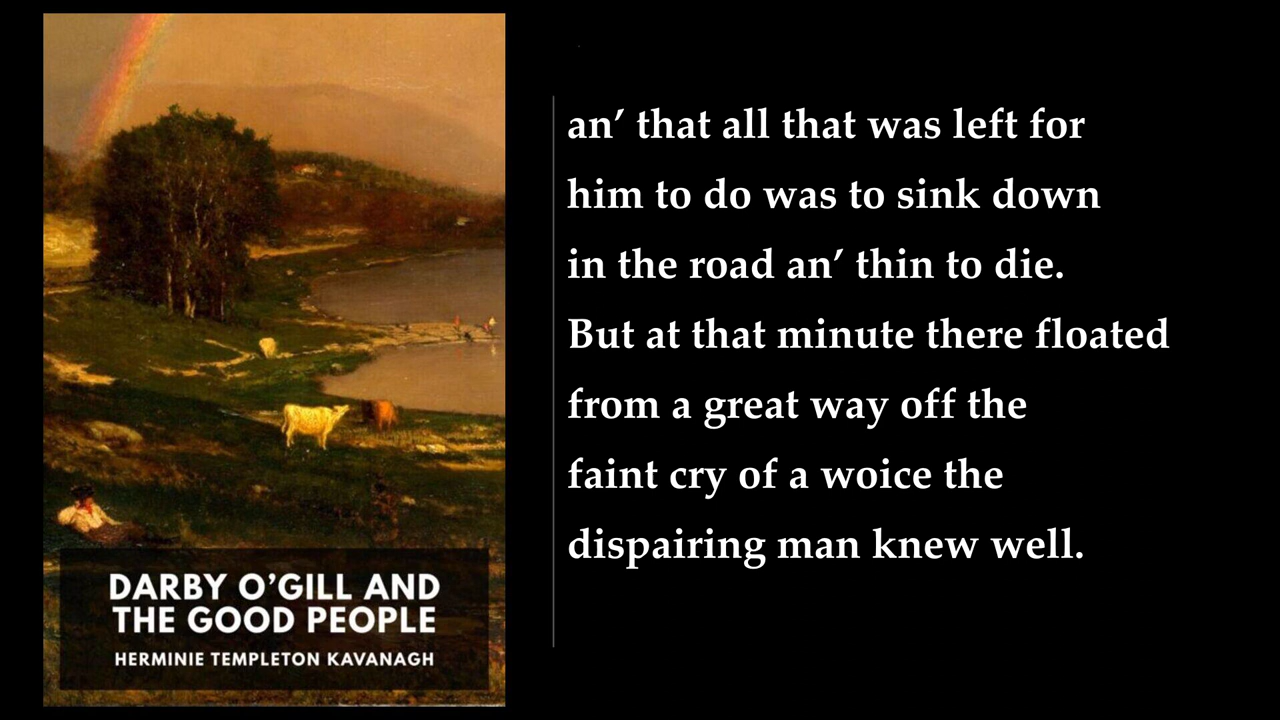 an’ that all that was left for
him to do was to sink down
in the road an’ thin to die.
But at that minute there floated
from a great way off the
faint cry of a woice the
dispairing man knew well.
DARBY O’GILL AND
THE GOOD PEOPLE
HERMINIE TEMPLETON KAVANAGH